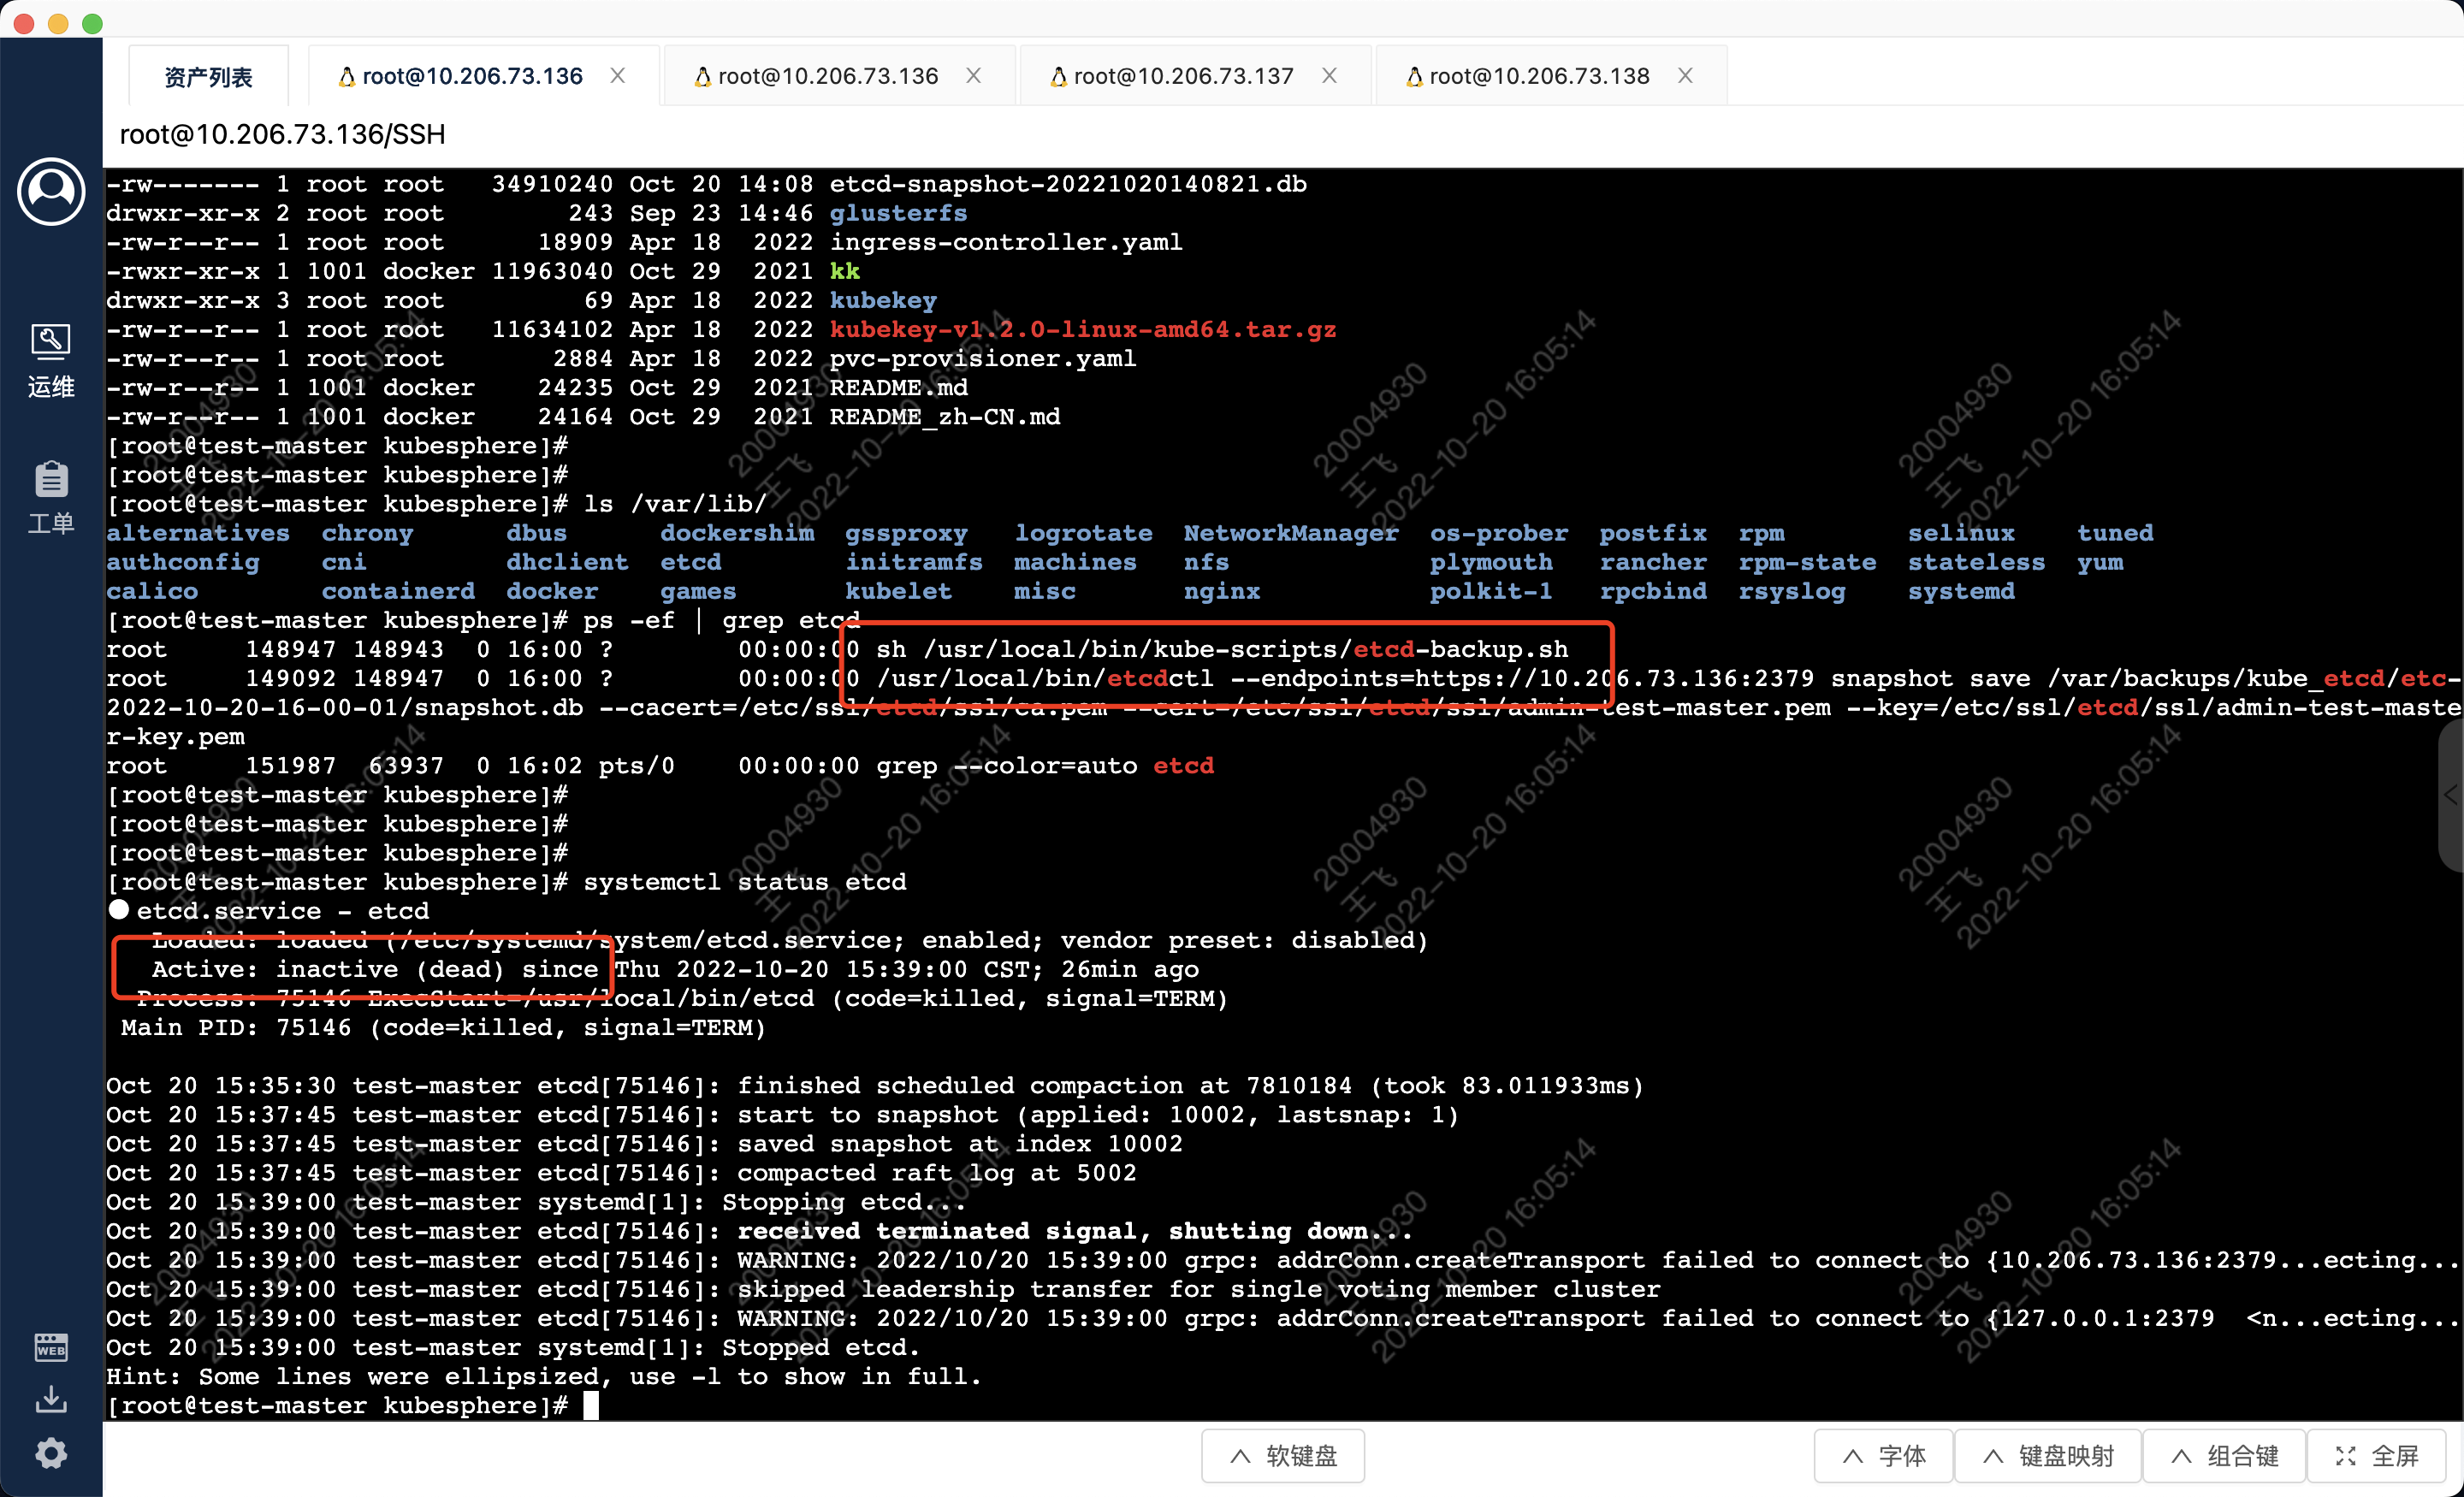 资产列表
root@10.206.73.136 X
root@10.206.73.136 X
root@10.206.73.137 X
root@10.206.73.138 X
root@10.206.73.136/SSH
运维
工单
WEB
-rw------- 1 root root   34910240 Oct 20 14:08 etcd-snapshot-20221020140821.db
drwxr-xr-x 2 root root        243 Sep 23 14:46 glusterfs
-rw-r--r-- 1 root root      18909 Apr 18  2022 ingress-controller.yaml
-rwxr-xr-x 1 1001 docker 11963040 Oct 29  2021 kk
drwxr-xr-x 3 root root         69 Apr 18  2022 kubekey
-rw-r--r-- 1 root root   11634102 Apr 18  2022 kubekey-v1.2.0-linux-amd64.tar.gz
-rw-r--r-- 1 root root       2884 Apr 18  2022 pvc-provisioner.yaml
-rw-r--r-- 1 1001 docker    24235 Oct 29  2021 README.md
-rw-r--r-- 1 1001 docker    24164 Oct 29  2021 README_zh-CN.md
[root@test-master kubesphere]#
[root@test-master kubesphere]#
[root@test-master kubesphere]# ls /var/lib/
alternatives  chrony      dbus      dockershim  gssproxy   logrotate  NetworkManager  os-prober  postfix  rpm        selinux    tuned
authconfig    cni         dhclient  etcd        initramfs  machines   nfs             plymouth   rancher  rpm-state  stateless  yum
calico        containerd  docker    games       kubelet    misc       nginx           polkit-1   rpcbind  rsyslog    systemd
[root@test-master kubesphere]# ps -ef | grep etcd
root     148947 148943  0 16:00 ?        00:00:00 sh /usr/local/bin/kube-scripts/etcd-backup.sh
root     149092 148947  0 16:00 ?        00:00:00 /usr/local/bin/etcdctl --endpoints=https://10.206.73.136:2379 snapshot save /var/backups/kube_etcd/etc-
2022-10-20-16-00-01/snapshot.db --cacert=/etc/ssl/etcd/ssl/ca.pem --cert=/etc/ssl/etcd/ssl/admin-test-master.pem --key=/etc/ssl/etcd/ssl/admin-test-maste
r-key.pem
root     151987  63937  0 16:02 pts/0    00:00:00 grep --color=auto etcd
[root@test-master kubesphere]#
[root@test-master kubesphere]#
[root@test-master kubesphere]#
[root@test-master kubesphere]# systemctl status etcd
● etcd.service - etcd
   Loaded: loaded (/etc/systemd/system/etcd.service; enabled; vendor preset: disabled)
   Active: inactive (dead) since Thu 2022-10-20 15:39:00 CST; 26min ago
  Process: 75146 ExecStart=/usr/local/bin/etcd (code=killed, signal=TERM)
 Main PID: 75146 (code=killed, signal=TERM)
Oct 20 15:35:30 test-master etcd[75146]: finished scheduled compaction at 7810184 (took 83.011933ms)
Oct 20 15:37:45 test-master etcd[75146]: start to snapshot (applied: 10002, lastsnap: 1)
Oct 20 15:37:45 test-master etcd[75146]: saved snapshot at index 10002
Oct 20 15:37:45 test-master etcd[75146]: compacted raft log at 5002
Oct 20 15:39:00 test-master systemd[1]: Stopping etcd...
Oct 20 15:39:00 test-master etcd[75146]: received terminated signal, shutting down...
Oct 20 15:39:00 test-master etcd[75146]: WARNING: 2022/10/20 15:39:00 grpc: addrConn.createTransport failed to connect to {10.206.73.136:2379...ecting...
Oct 20 15:39:00 test-master etcd[75146]: skipped leadership transfer for single voting member cluster
Oct 20 15:39:00 test-master etcd[75146]: WARNING: 2022/10/20 15:39:00 grpc: addrConn.createTransport failed to connect to {127.0.0.1:2379  <n...ecting...
Oct 20 15:39:00 test-master systemd[1]: Stopped etcd.
Hint: Some lines were ellipsized, use -l to show in full.
[root@test-master kubesphere]#
20004930
王飞
2022-10-20 16:05:14
软键盘
字体
键盘映射
组合键
全屏